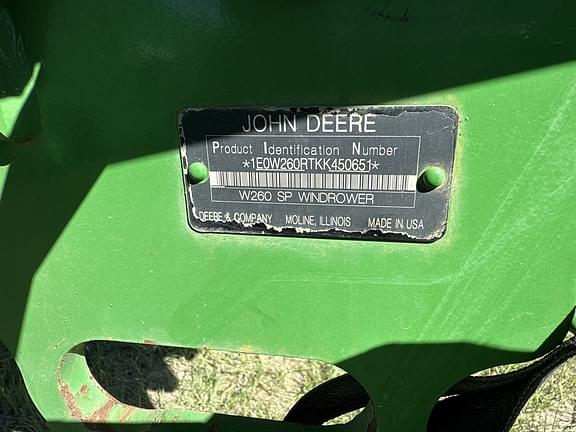 JOHN DEERE
Product Identification Number
*1E0W260RTKK450651*
W260 SP WINDROWER
DEERE & COMPANY MOLINE, ILLINOIS MADE IN USA